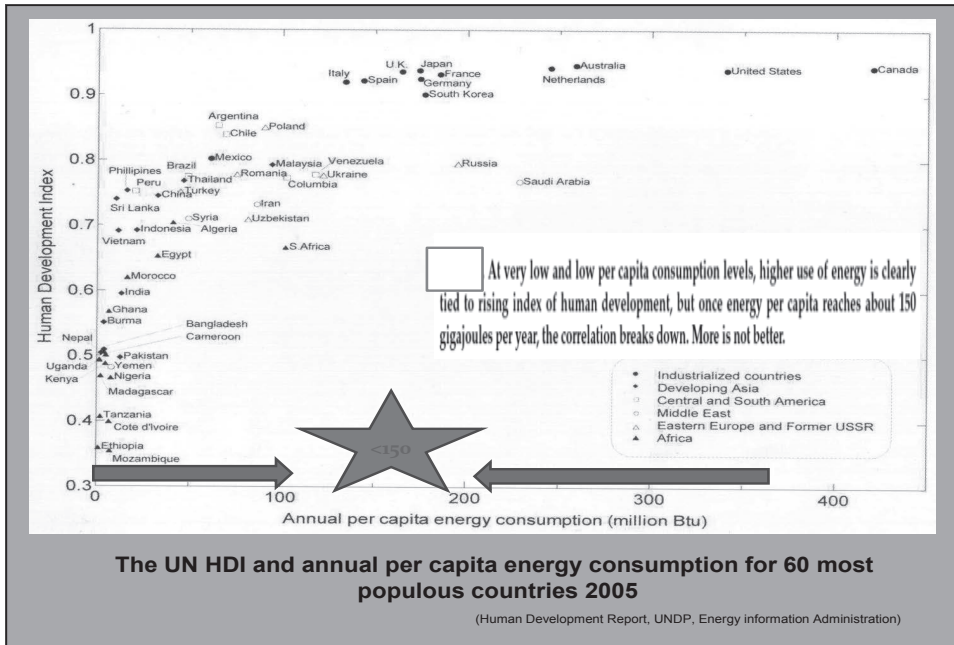 1
0.9
0.8
0.7
0.6
0.5
0.4
0.3
Human Development Index
Italy
U.K.
Spain
Japan
France
Germany
South Korea
Australia
Netherlands
United States
Canada
Argentina
Chile
Poland
Mexico
Phillipines
Brazil
Peru
Thailand
Romania
Malaysia
Venezuela
Ukraine
Columbia
Russia
Saudi Arabia
China
Turkey
Sri Lanka
Iran
Syria
Uzbekistan
Indonesia
Algeria
Vietnam
Egypt
S.Africa
Morocco
India
Ghana
Burma
Bangladesh
Nepal
Cameroon
Pakistan
Uganda
Yemen
Kenya
Nigeria
Madagascar
Tanzania
Cote d'Ivoire
Ethiopia
Mozambique
At very low and low per capita consumption levels, higher use of energy is clearly
tied to rising index of human development, but once energy per capita reaches about 150
gigajoules per year, the correlation breaks down. More is not better.
Industrialized countries
Developing Asia
Central and South America
Middle East
Eastern Europe and Former USSR
Africa
<150
0
100
200
300
400
Annual per capita energy consumption (million Btu)
The UN HDI and annual per capita energy consumption for 60 most
populous countries 2005
(Human Development Report, UNDP, Energy information Administration)